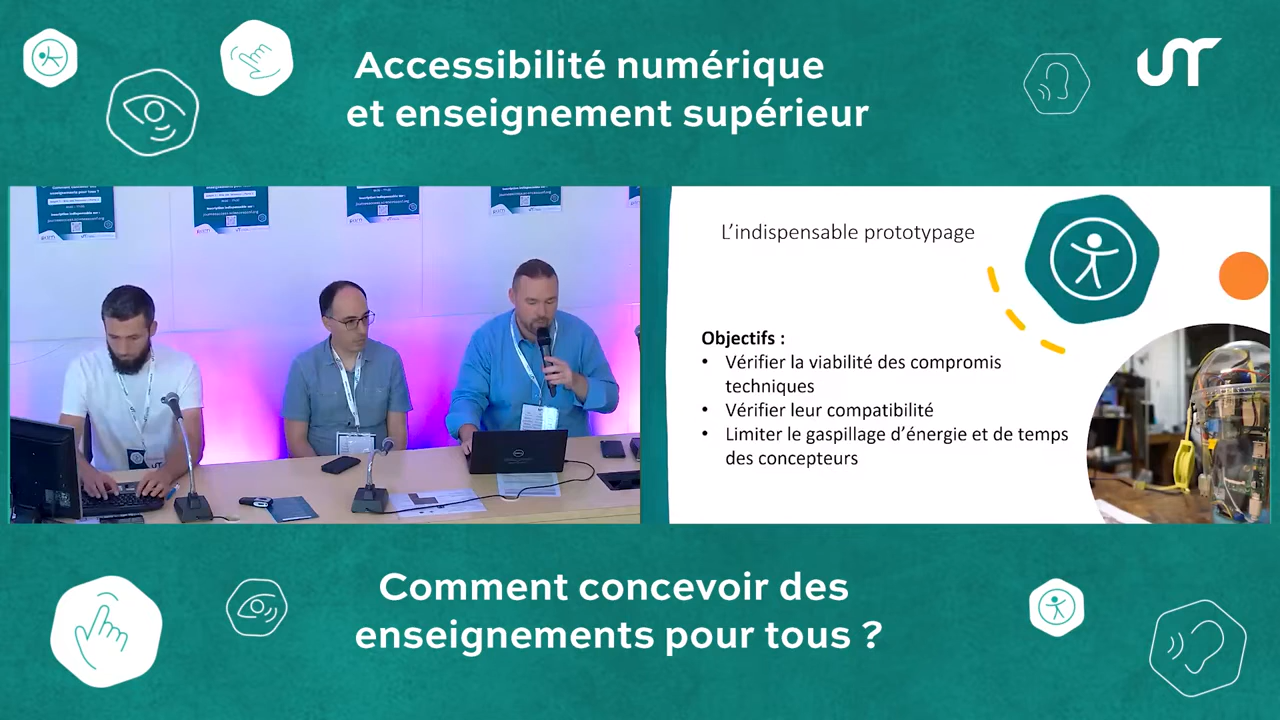 Accessibilité numérique
et enseignement supérieur
L'indispensable prototypage
Objectifs :
• Vérifier la viabilité des compromis
techniques
• Vérifier leur compatibilité
• Limiter le gaspillage d'énergie et de temps
des concepteurs
Comment concevoir des
enseignements pour tous ?